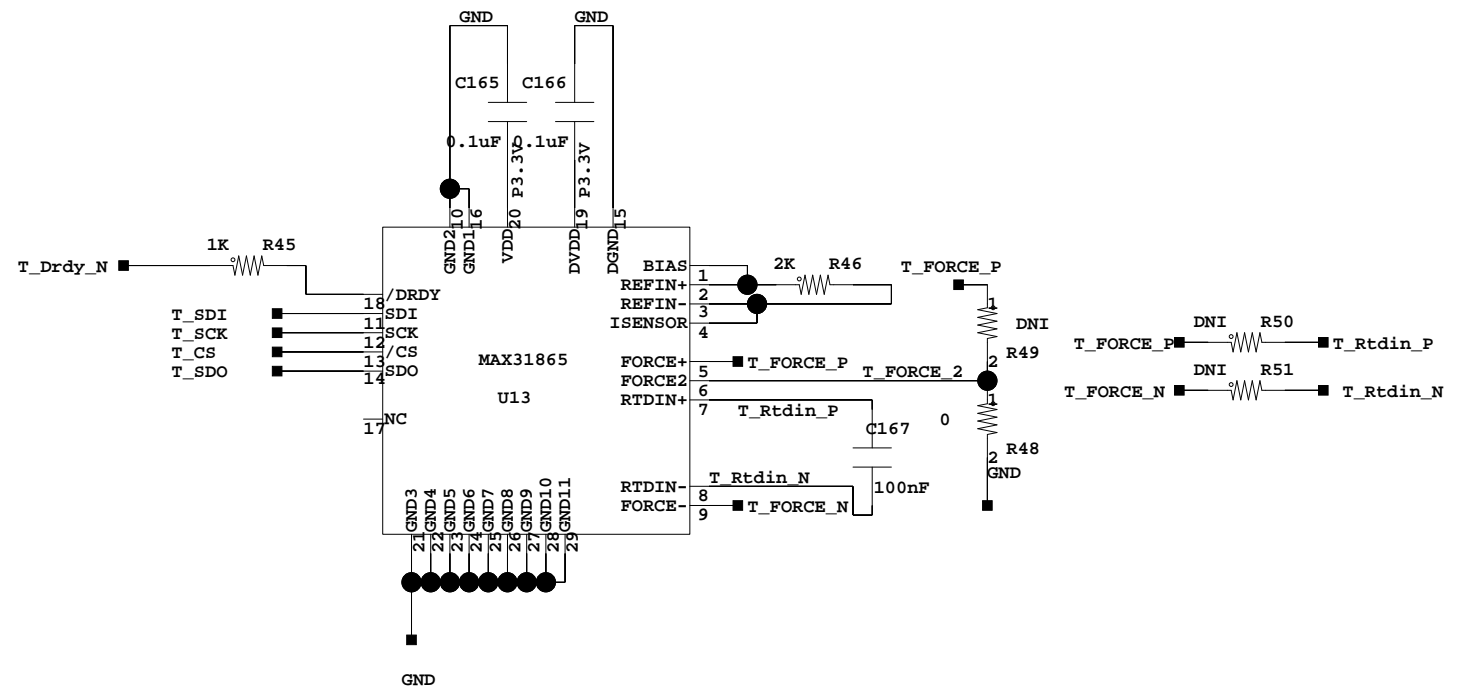 GND
GND
C165
C166
0.1uF
0.1uF
P3.3V
P3.3V
10
16
20
19
15
GND2
GND1
VDD
DVDD
DGND
1K
R45
T_Drdy_N
/DRDY
18
T_SDI
SDI
11
T_SCK
SCK
12
T_CS
/CS
13
T_SDO
SDO
14
NC
17
MAX31865
U13
BIAS
1
REFIN+
2
REFIN-
3
ISENSOR
4
2K
R46
FORCE+
T_FORCE_P
5
FORCE2
T_FORCE_2
6
RTDIN+
7
T_Rtdin_P
C167
100nF
T_Rtdin_N
RTDIN-
8
FORCE-
T_FORCE_N
9
T_FORCE_P
1
DNI
R49
2
1
0
R48
2
GND
DNI
R50
T_FORCE_P
T_Rtdin_P
DNI
R51
T_FORCE_N
T_Rtdin_N
GND3
GND4
GND5
GND6
GND7
GND8
GND9
GND10
GND11
21
22
23
24
25
26
27
28
29
GND